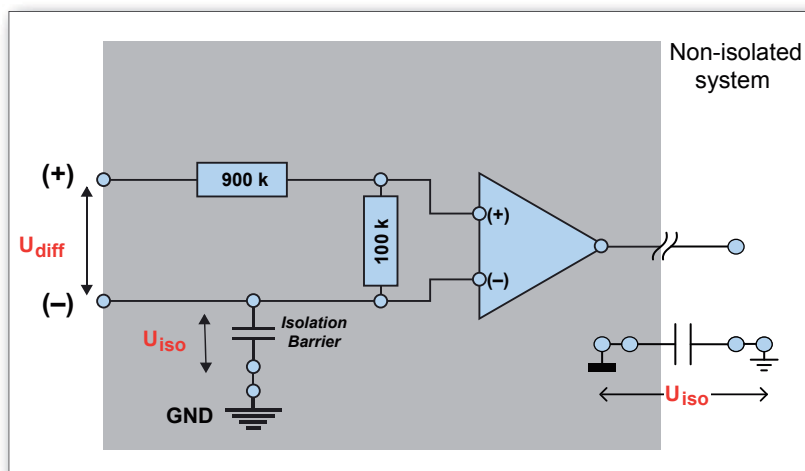 Non-isolated
system
(+)
900 k
Udiff
100 k
(+)
(–)
(–)
Uiso
Isolation
Barrier
GND
Uiso